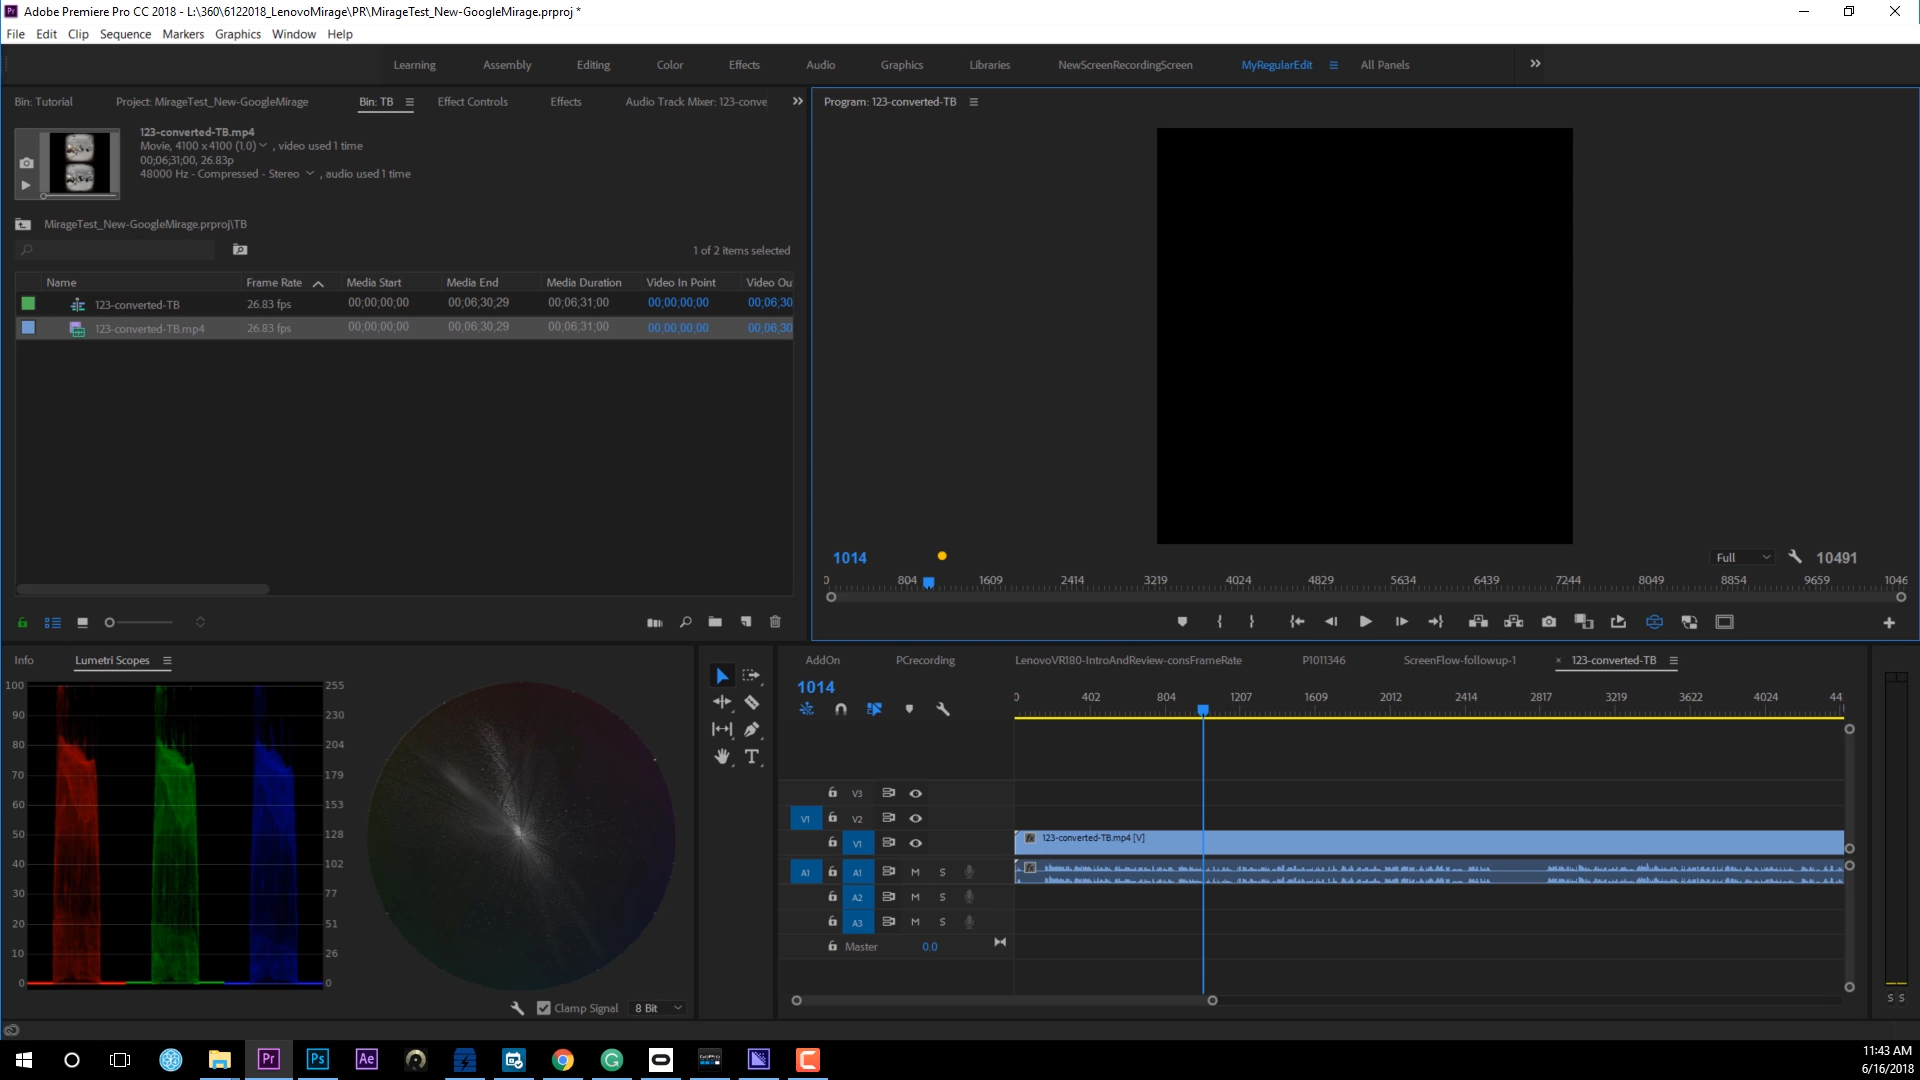 Adobe Premiere Pro CC 2018 - L:\360\6122018_LenovoMirage\PR\MirageTest_New-GoogleMirage.prproj *
File Edit Clip Sequence Markers Graphics Window Help
Learning Assembly Editing Color Effects Audio Graphics Libraries NewScreenRecordingScreen MyRegularEdit All Panels
Bin: Tutorial Project: MirageTest_New-GoogleMirage Bin: TB Effect Controls Effects Audio Track Mixer: 123-conve
Program: 123-converted-TB
123-converted-TB.mp4
Movie, 4100 x 4100 (1.0) , video used 1 time
00;06;31;00, 26.83p
48000 Hz - Compressed - Stereo , audio used 1 time
MirageTest_New-GoogleMirage.prproj\TB
1 of 2 items selected
Name Frame Rate Media Start Media End Media Duration Video In Point Video Ou
123-converted-TB 26.83 fps 00;00;00;00 00;06;30;29 00;06;31;00 00;00;00;00 00;06;30
123-converted-TB.mp4 26.83 fps 00;00;00;00 00;06;30;29 00;06;31;00 00;00;00;00 00;06;30
1014 Full 10491
0 804 1609 2414 3219 4024 4829 5634 6439 7244 8049 8854 9659 1046
Info Lumetri Scopes
100 255
90 230
80 204
70 179
60 153
50 128
40 102
30 77
20 51
10 26
0 0
Clamp Signal 8 Bit
T
AddOn PCrecording LenovoVR180-IntroAndReview-consFrameRate P1011346 ScreenFlow-followup-1 × 123-converted-TB
1014
0 402 804 1207 1609 2012 2414 2817 3219 3622 4024 44
V3
V1 V2
V1 fx 123-converted-TB.mp4 [V]
A1 A1 M S fx
A2 M S
A3 M S
Master 0.0
S S
Pr Ps Ae
11:43 AM
6/16/2018